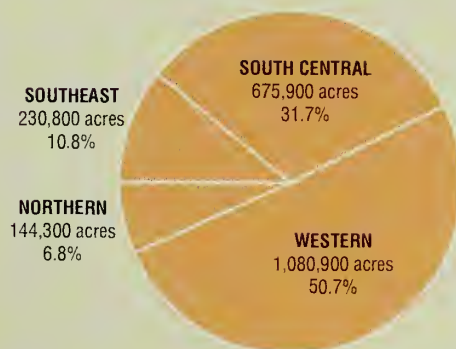 SOUTH CENTRAL
675,900 acres
31.7%
SOUTHEAST
230,800 acres
10.8%
NORTHERN
144,300 acres
6.8%
WESTERN
1,080,900 acres
50.7%